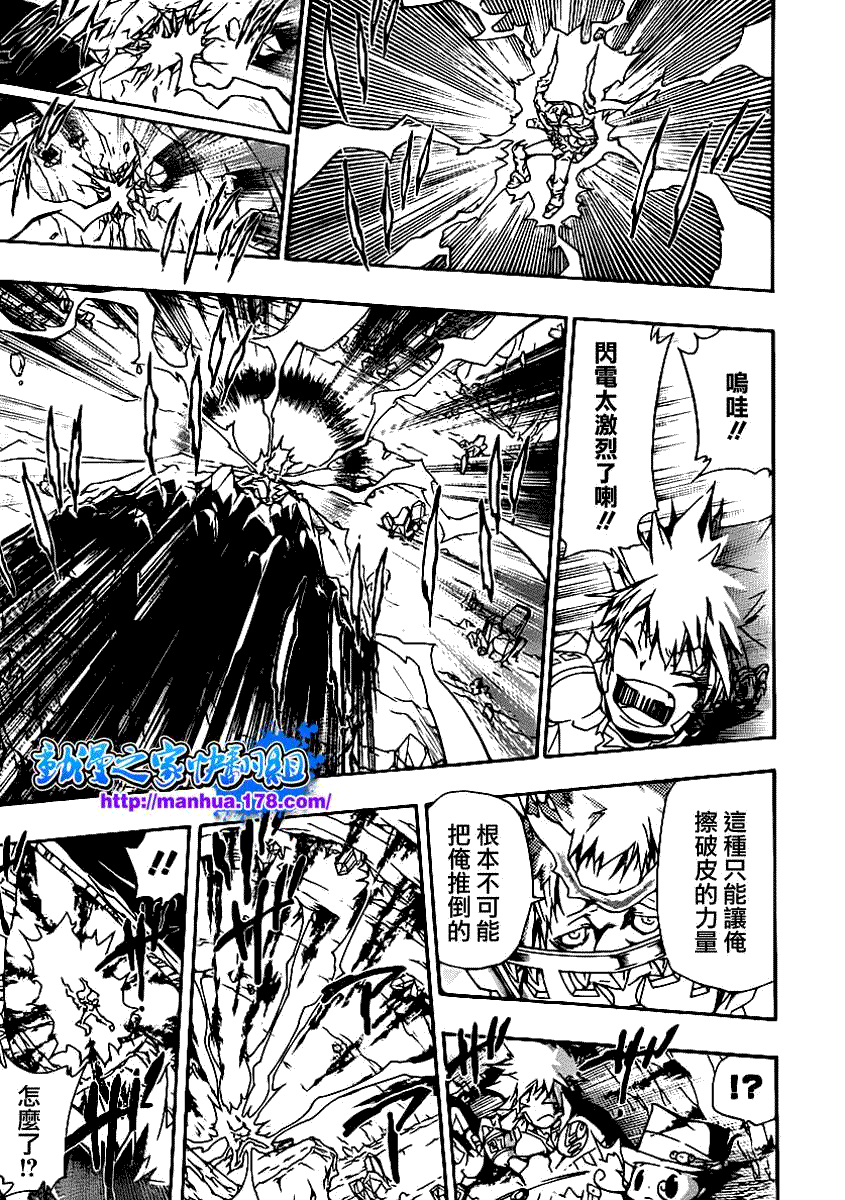 嗚哇!!
閃電太激烈了喇!!
動漫之家快翻組
http://manhua.178.com/
這種只能讓俺
擦破皮的力量
根本不可能
把俺推倒的
!?
!!
怎麼了!?